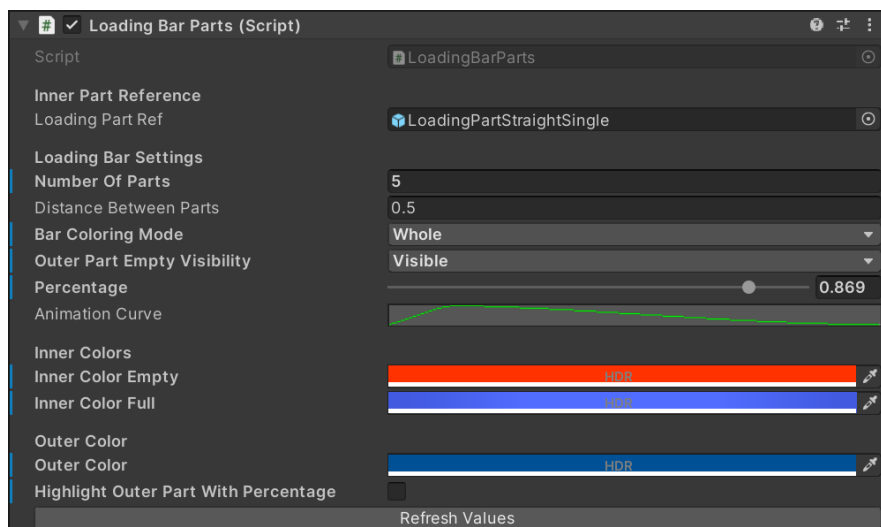 Loading Bar Parts (Script)
Script LoadingBarParts
Inner Part Reference
Loading Part Ref LoadingPartStraightSingle
Loading Bar Settings
Number Of Parts 5
Distance Between Parts 0.5
Bar Coloring Mode Whole
Outer Part Empty Visibility Visible
Percentage 0.869
Animation Curve
Inner Colors
Inner Color Empty HDR
Inner Color Full HDR
Outer Color
Outer Color HDR
Highlight Outer Part With Percentage
Refresh Values